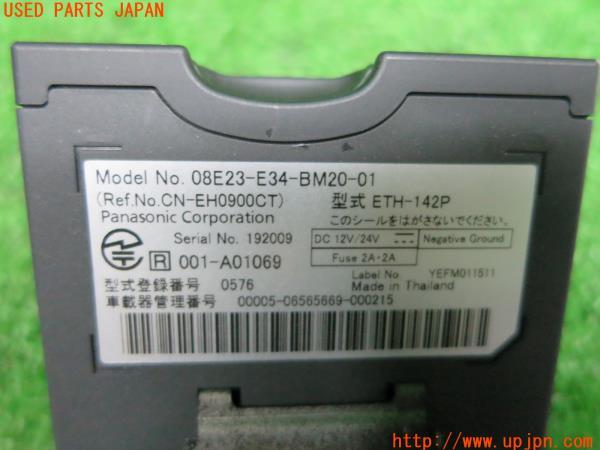 USED PARTS JAPAN
Model No. 08E23-E34-BM20-01
(Ref.No.CN-EH0900CT) 型式 ETH-142P
Panasonic Corporation このシールをはがさないでください。
Serial No. 192009 DC 12V/24V Negative Ground
R 001-A01069 Fuse 2A・2A
Label No. YEFM011511
型式登録番号 0576 Made in Thailand
車載器管理番号 00005-06565669-000215
http://www.upjpn.com/